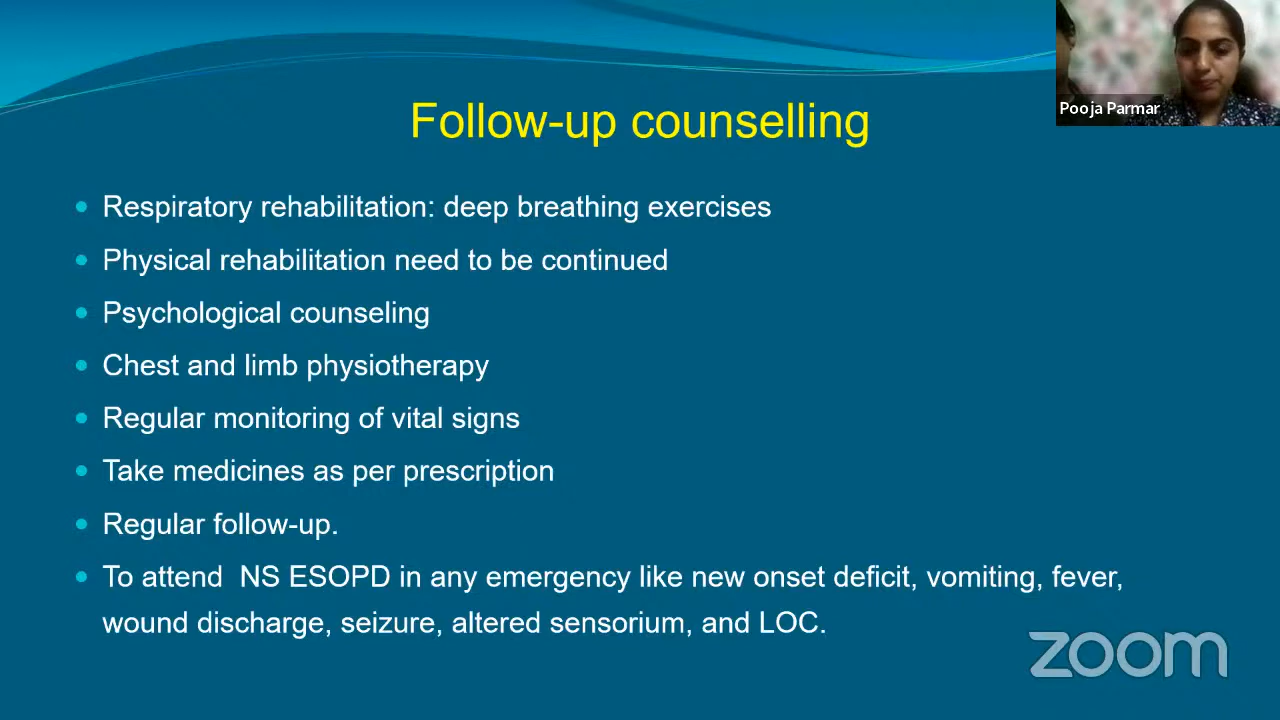 Pooja Parmar
Follow-up counselling
• Respiratory rehabilitation: deep breathing exercises
• Physical rehabilitation need to be continued
• Psychological counseling
• Chest and limb physiotherapy
• Regular monitoring of vital signs
• Take medicines as per prescription
• Regular follow-up.
• To attend  NS ESOPD in any emergency like new onset deficit, vomiting, fever,
wound discharge, seizure, altered sensorium, and LOC.
zoom